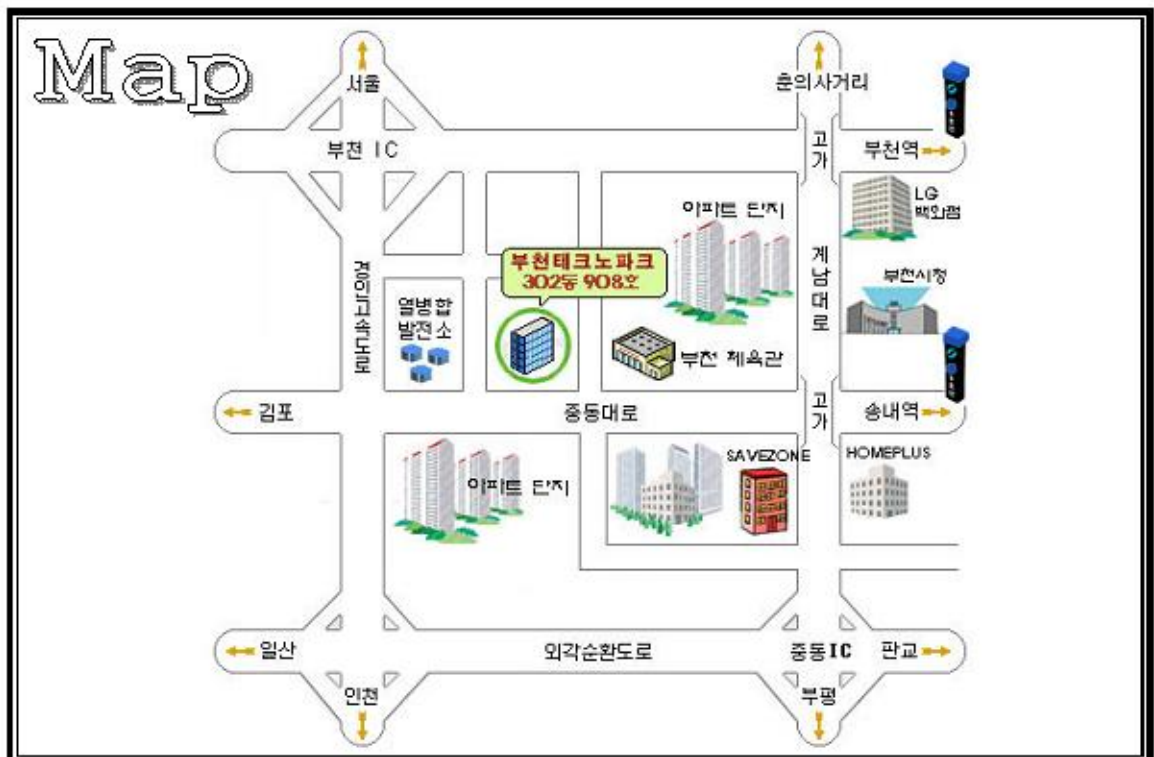 Map
서울
춘의사거리
부천 IC
고가
부천역
LG
백화점
아파트 단지
부천테크노파크
302동 908호
경인고속도로
계남대로
부천시청
열병합
발전소
부천 체육관
김포
중동대로
고가
송내역
SAVEZONE
HOMEPLUS
아파트 단지
일산
외곽순환도로
중동IC
판교
인천
부평